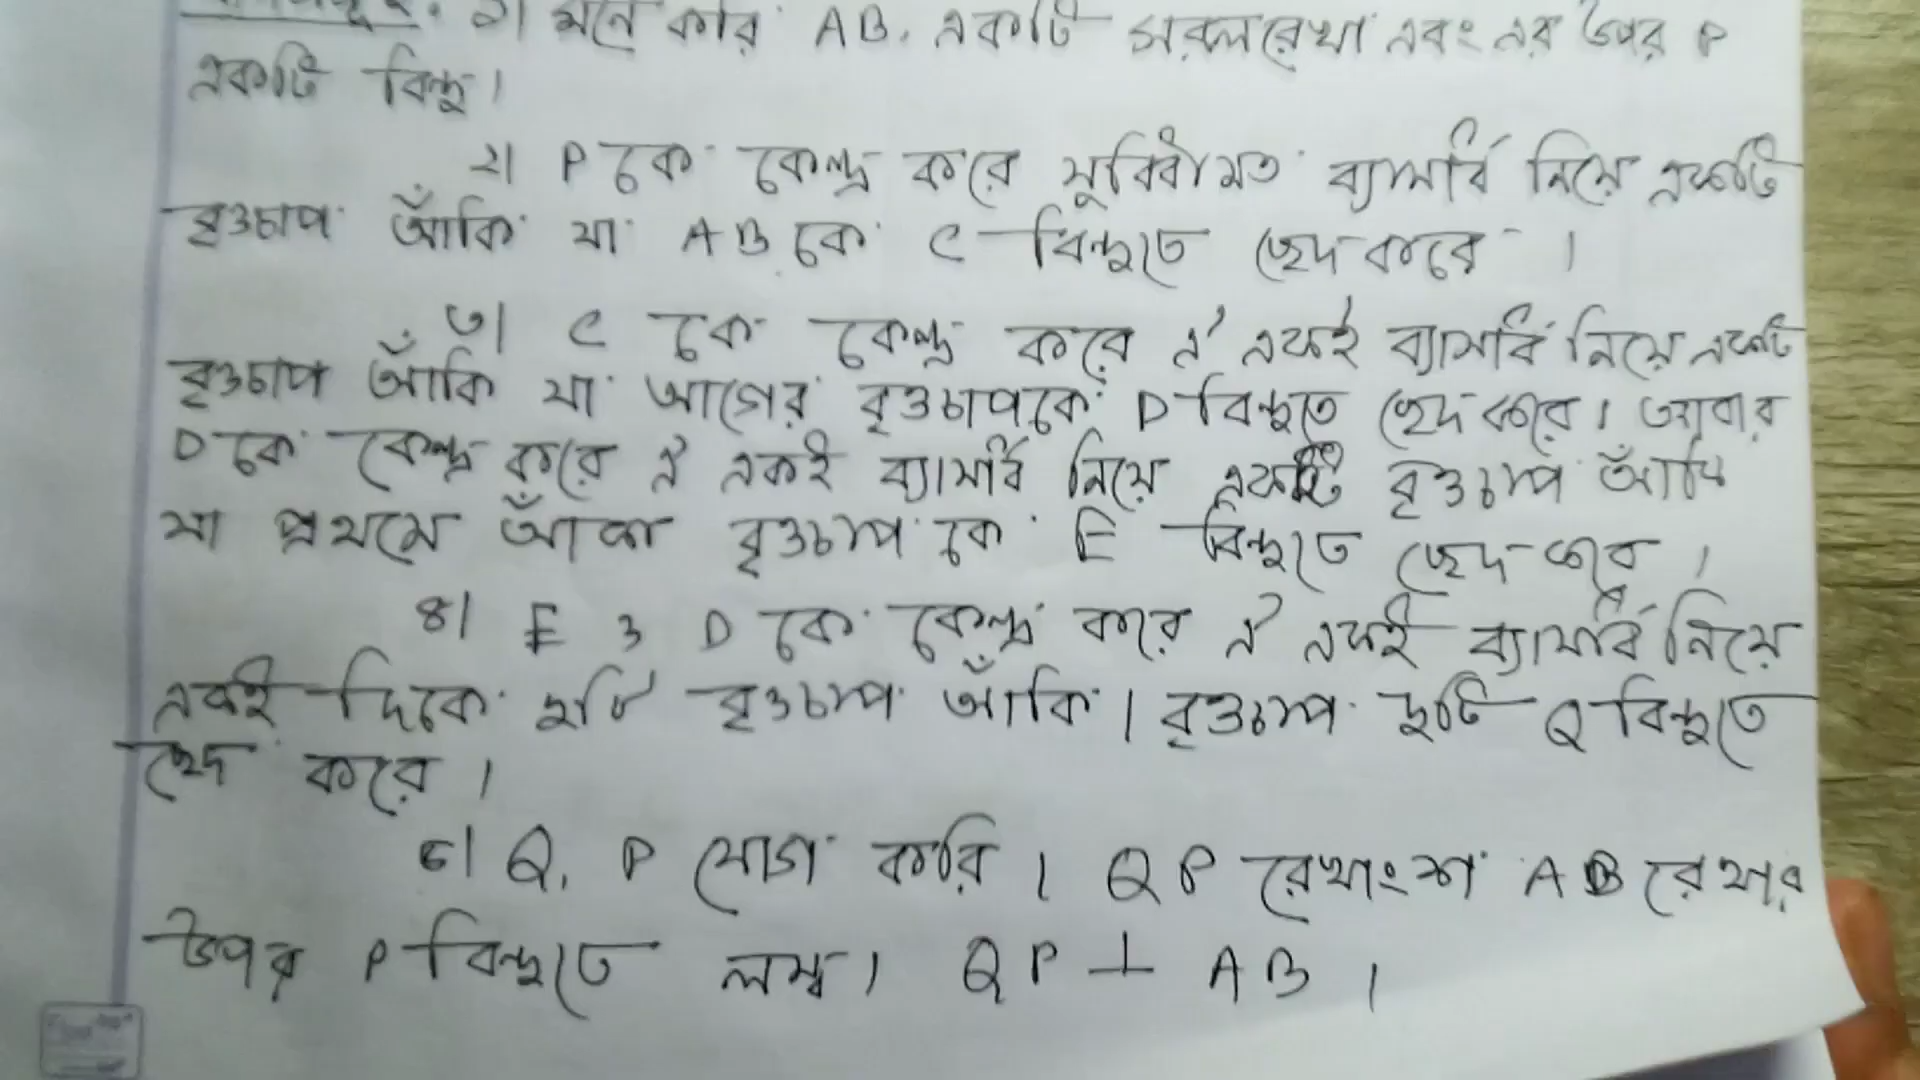 ১। মনে করি AB, একটি সরলরেখা এবং এর উপর P
একটি বিন্দু।
২। P কে কেন্দ্র করে সুবিধামত ব্যাসার্ধ নিয়ে একটি
বৃত্তচাপ আঁকি যা AB কে C বিন্দুতে ছেদ করে।
৩। C কে কেন্দ্র করে ঐ একই ব্যাসার্ধ নিয়ে একটি
বৃত্তচাপ আঁকি যা আগের বৃত্তচাপকে D বিন্দুতে ছেদ করে। আবার
D কে কেন্দ্র করে ঐ একই ব্যাসার্ধ নিয়ে একটি বৃত্তচাপ আঁকি
যা প্রথমে আঁকা বৃত্তচাপ কে E বিন্দুতে ছেদ করে।
৪। E ও D কে কেন্দ্র করে ঐ একই ব্যাসার্ধ নিয়ে
একই দিকে দুটি বৃত্তচাপ আঁকি। বৃত্তচাপ দুটি Q বিন্দুতে
ছেদ করে।
৫। Q, P যোগ করি। QP রেখাংশ AB রেখার
উপর P বিন্দুতে লম্ব। QP ⊥ AB।